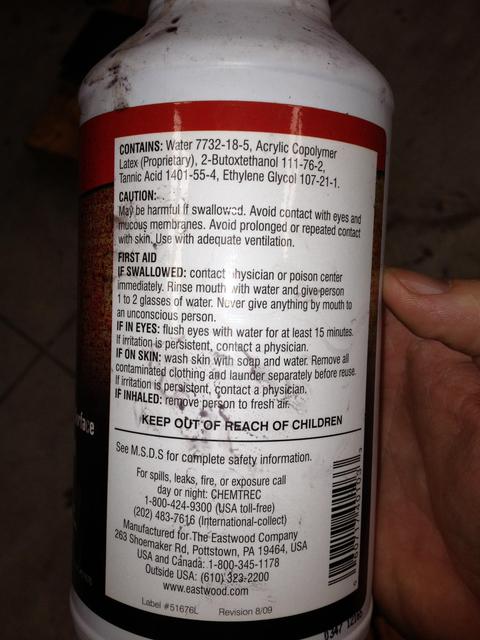 CONTAINS: Water 7732-18-5, Acrylic Copolymer
Latex (Proprietary), 2-Butoxtethanol 111-76-2,
Tannic Acid 1401-55-4, Ethylene Glycol 107-21-1.
CAUTION:
May be harmful if swallowed. Avoid contact with eyes and
mucous membranes. Avoid prolonged or repeated contact
with skin. Use with adequate ventilation.
FIRST AID
IF SWALLOWED: contact physician or poison center
immediately. Rinse mouth with water and give person
1 to 2 glasses of water. Never give anything by mouth to
an unconscious person.
IF IN EYES: flush eyes with water for at least 15 minutes.
If irritation is persistent, contact a physician.
IF ON SKIN: wash skin with soap and water. Remove all
contaminated clothing and launder separately before reuse.
If irritation is persistent, contact a physician.
IF INHALED: remove person to fresh air.
KEEP OUT OF REACH OF CHILDREN
See M.S.D.S for complete safety information.
For spills, leaks, fire, or exposure call
day or night: CHEMTREC
1-800-424-9300 (USA toll-free)
(202) 483-7616 (International-collect)
Manufactured for The Eastwood Company
263 Shoemaker Rd, Pottstown, PA 19464, USA
USA and Canada: 1-800-345-1178
Outside USA: (610) 323-2200
www.eastwood.com
Label #51676L Revision 8/09